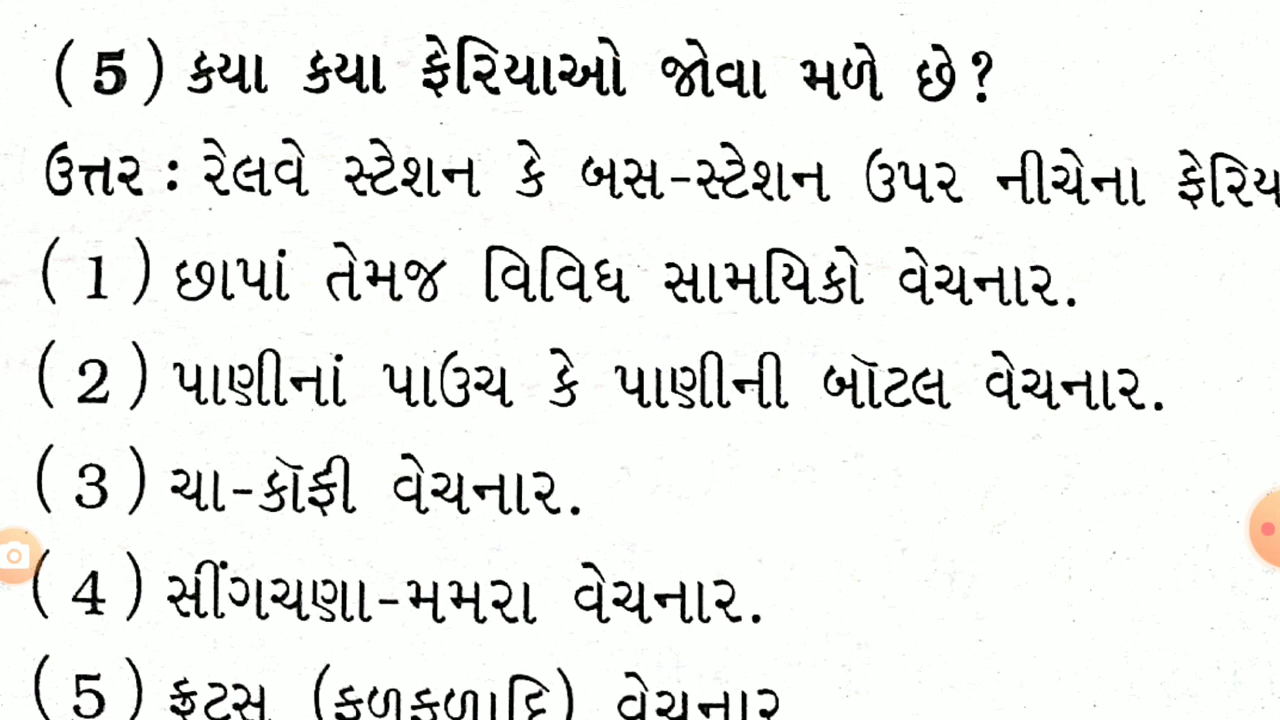 (5) કયા કયા ફેરિયાઓ જોવા મળે છે?
ઉત્તર : રેલવે સ્ટેશન કે બસ-સ્ટેશન ઉપર નીચેના
(1) છાપાં તેમજ વિવિધ સામયિકો વેચનાર.
(2) પાણીનાં પાઉચ કે પાણીની બૉટલ વેચનાર.
(3) ચા-કૉફી વેચનાર.
(4) સીંગચણા-મમરા વેચનાર.
(5) ફ્રૂટ્સ (ફળફળાદિ) વેચનાર